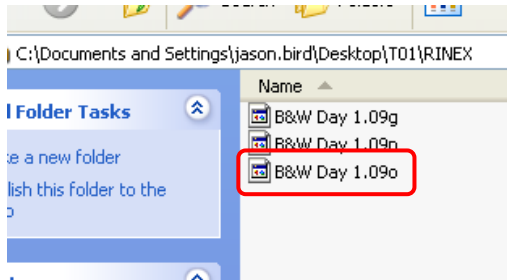 C:\Documents and Settings\jason.bird\Desktop\T01\RINEX
Folder Tasks
a new folder
lish this folder to the
Name
B&W Day 1.09g
B&W Day 1.09n
B&W Day 1.09o